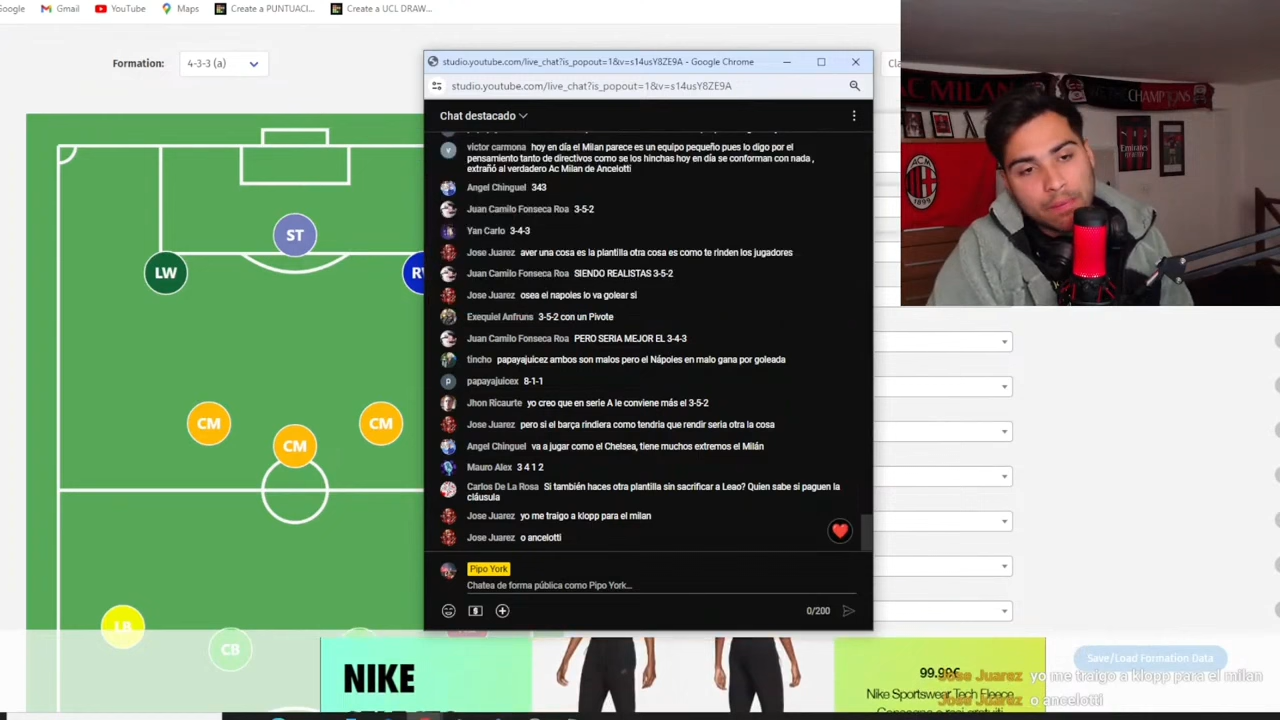 Google
Gmail
YouTube
Maps
Create a PUNTUACI...
Create a UCL DRAW...
Formation:
4-3-3 (a)
ST
LW
CM
CM
CM
LB
CB
studio.youtube.com/live_chat?is_popout=1&v=s14usY8ZE9A - Google Chrome
studio.youtube.com/live_chat?is_popout=1&v=s14usY8ZE9A
Chat destacado
victor carmona hoy en día el Milan parece es un equipo pequeño pues lo digo por el
pensamiento tanto de directivos como se los hinchas hoy en día se conforman con nada ,
extrañó al verdadero Ac Milan de Ancelotti
Angel Chinguel 343
Juan Camilo Fonseca Roa 3-5-2
Yan Carlo 3-4-3
Jose Juarez aver una cosa es la plantilla otra cosa es como te rinden los jugadores
Juan Camilo Fonseca Roa SIENDO REALISTAS 3-5-2
Jose Juarez osea el napoles lo va golear si
Exequiel Anfruns 3-5-2 con un Pivote
Juan Camilo Fonseca Roa PERO SERIA MEJOR EL 3-4-3
tincho papayajuicez ambos son malos pero el Nápoles en malo gana por goleada
papayajuicex 8-1-1
Jhon Ricaurte yo creo que en serie A le conviene más el 3-5-2
Jose Juarez pero si el barça rindiera como tendria que rendir seria otra la cosa
Angel Chinguel va a jugar como el Chelsea, tiene muchos extremos el Milán
Mauro Alex 3 4 1 2
Carlos De La Rosa Si también haces otra plantilla sin sacrificar a Leao? Quien sabe si paguen la
cláusula
Jose Juarez yo me traigo a klopp para el milan
Jose Juarez o ancelotti
Pipo York
Chatea de forma pública como Pipo York...
0/200
AC MILAN
CHAMPIONS
ACM
1899
Save/Load Formation Data
NIKE
99.99€
Nike Sportswear Tech Fleece
Jose Juarez yo me traigo a klopp para el milan
Jose Juarez o ancelotti